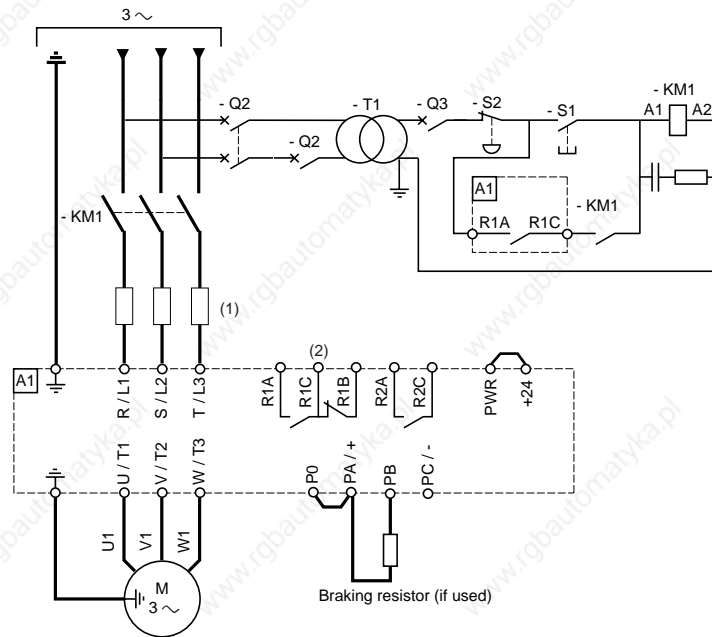 3 ~
- Q2
- T1
- Q3
- S2
- S1
- KM1
A1
A2
- Q2
- KM1
A1
R1A
R1C
- KM1
(1)
A1
R / L1
S / L2
T / L3
R1A
(2)
R1C
R1B
R2A
R2C
PWR
+24
U / T1
V / T2
W / T3
P0
PA / +
PB
PC / -
U1
V1
W1
M
3 ~
Braking resistor (if used)
www.rgbautomatyka.pl